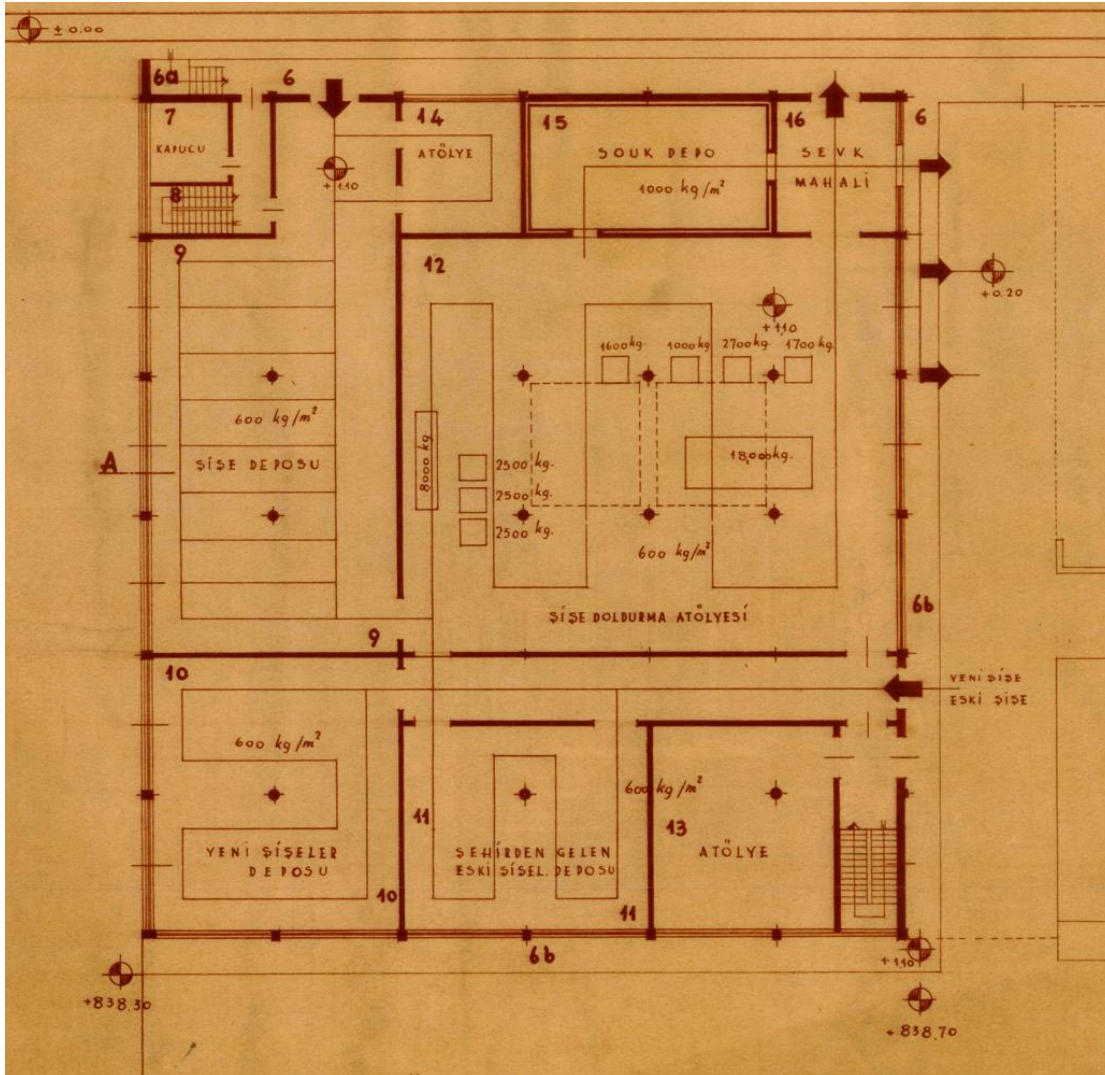 ± 0.00
6a
6
7
KAPUCU
8
+1.10
14
ATÖLYE
15
SOUK DEPO
1000 kg/m²
16
SEVK
MAHALİ
6
+0.20
9
12
+1.10
1600 kg.
1000 kg
2700 kg.
1700 kg.
600 kg/m²
A
ŞİŞE DEPOSU
8000 kg
2500 kg.
2500 kg.
2500 kg.
18,000 kg.
600 kg/m²
ŞİŞE DOLDURMA ATÖLYESİ
6b
9
10
YENİ ŞİŞE
ESKİ ŞİŞE
600 kg/m²
600 kg/m²
11
13
YENİ ŞİŞELER
DEPOSU
ŞEHİRDEN GELEN
ESKİ ŞİŞEL. DEPOSU
ATÖLYE
10
11
6b
+1.10
+838.30
+838.70